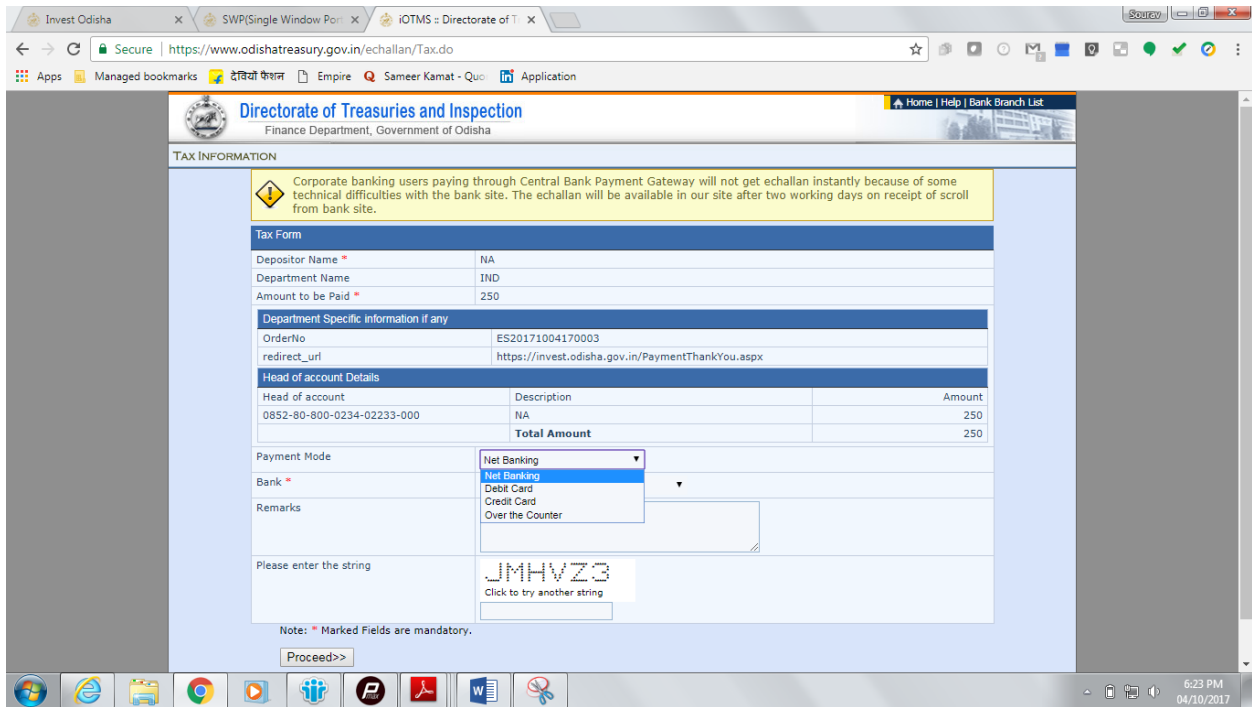 Invest Odisha
SWP(Single Window Port
iOTMS :: Directorate of T
Sourav
Secure | https://www.odishatreasury.gov.in/echallan/Tax.do
Apps Managed bookmarks देवियों फैशन Empire Sameer Kamat - Quo Application
Directorate of Treasuries and Inspection
Finance Department, Government of Odisha
Home | Help | Bank Branch List
TAX INFORMATION
Corporate banking users paying through Central Bank Payment Gateway will not get echallan instantly because of some
technical difficulties with the bank site. The echallan will be available in our site after two working days on receipt of scroll
from bank site.
Tax Form
Depositor Name * NA
Department Name IND
Amount to be Paid * 250
Department Specific information if any
OrderNo ES20171004170003
redirect_url https://invest.odisha.gov.in/PaymentThankYou.aspx
Head of account Details
Head of account Description Amount
0852-80-800-0234-02233-000 NA 250
Total Amount 250
Payment Mode Net Banking
Net Banking
Bank *
Debit Card
Credit Card
Remarks
Over the Counter
Please enter the string
JMHVZ3
Click to try another string
Note: * Marked Fields are mandatory.
Proceed>>
6:23 PM
04/10/2017